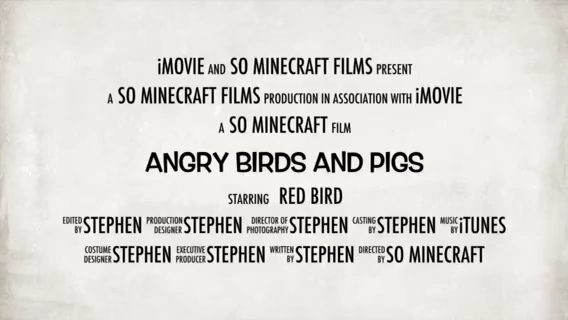 iMOVIE AND SO MINECRAFT FILMS PRESENT
A SO MINECRAFT FILMS PRODUCTION IN ASSOCIATION WITH iMOVIE
A SO MINECRAFT FILM
ANGRY BIRDS AND PIGS
STARRING RED BIRD
EDITED BY STEPHEN PRODUCTION DESIGNER STEPHEN DIRECTOR OF PHOTOGRAPHY STEPHEN CASTING BY STEPHEN MUSIC BY iTUNES
COSTUME DESIGNER STEPHEN EXECUTIVE PRODUCER STEPHEN WRITTEN BY STEPHEN DIRECTED BY SO MINECRAFT